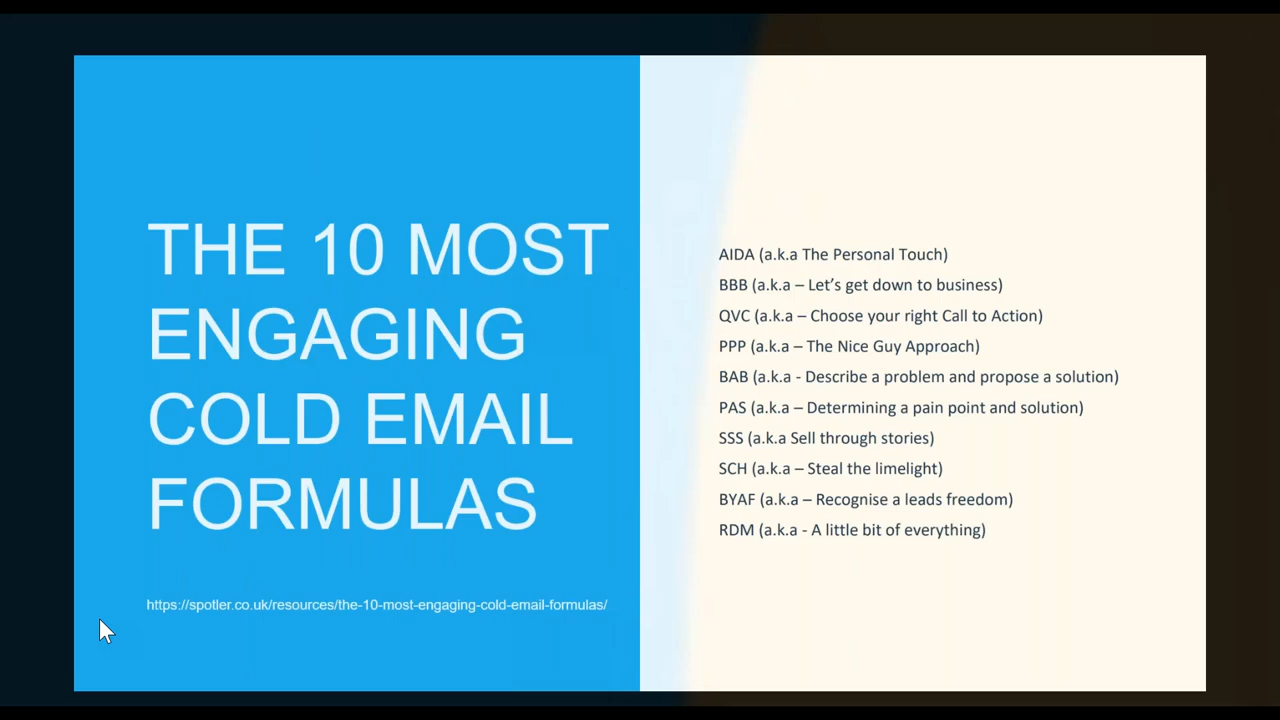 THE 10 MOST
ENGAGING
COLD EMAIL
FORMULAS
https://spotler.co.uk/resources/the-10-most-engaging-cold-email-formulas/
AIDA (a.k.a The Personal Touch)
BBB (a.k.a – Let’s get down to business)
QVC (a.k.a – Choose your right Call to Action)
PPP (a.k.a – The Nice Guy Approach)
BAB (a.k.a - Describe a problem and propose a solution)
PAS (a.k.a – Determining a pain point and solution)
SSS (a.k.a Sell through stories)
SCH (a.k.a – Steal the limelight)
BYAF (a.k.a – Recognise a leads freedom)
RDM (a.k.a - A little bit of everything)